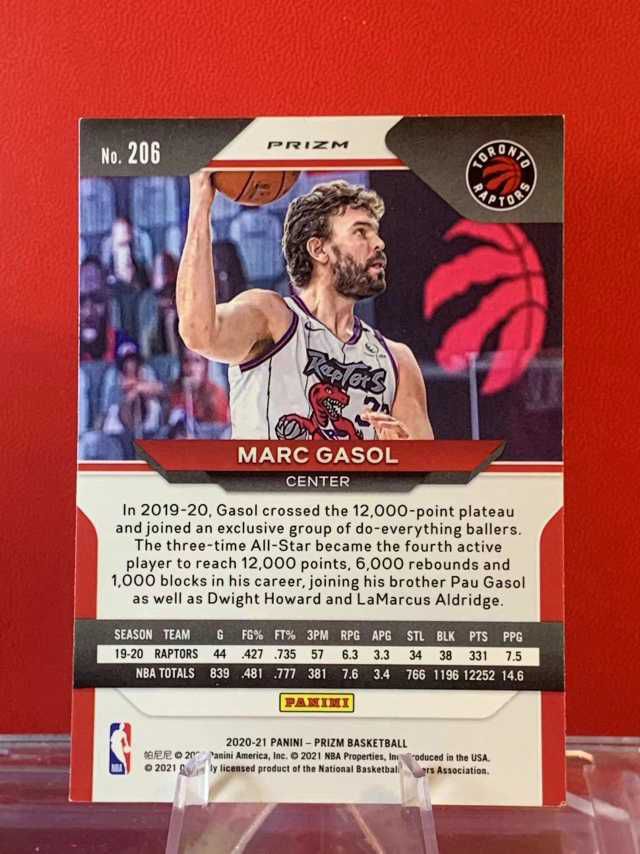 No. 206
PRIZM
TORONTO
RAPTORS
RAPTORS
MARC GASOL
CENTER
In 2019-20, Gasol crossed the 12,000-point plateau
and joined an exclusive group of do-everything ballers.
The three-time All-Star became the fourth active
player to reach 12,000 points, 6,000 rebounds and
1,000 blocks in his career, joining his brother Pau Gasol
as well as Dwight Howard and LaMarcus Aldridge.
SEASON TEAM G FG% FT% 3PM RPG APG STL BLK PTS PPG
19-20 RAPTORS 44 .427 .735 57 6.3 3.3 34 38 331 7.5
NBA TOTALS 839 .481 .777 381 7.6 3.4 766 1196 12252 14.6
PANINI
2020-21 PANINI – PRIZM BASKETBALL
帕尼尼 © Panini America, Inc. © 2021 NBA Properties, Produced in the USA.
© 2021 licensed product of the National Basketball Association.
NBA